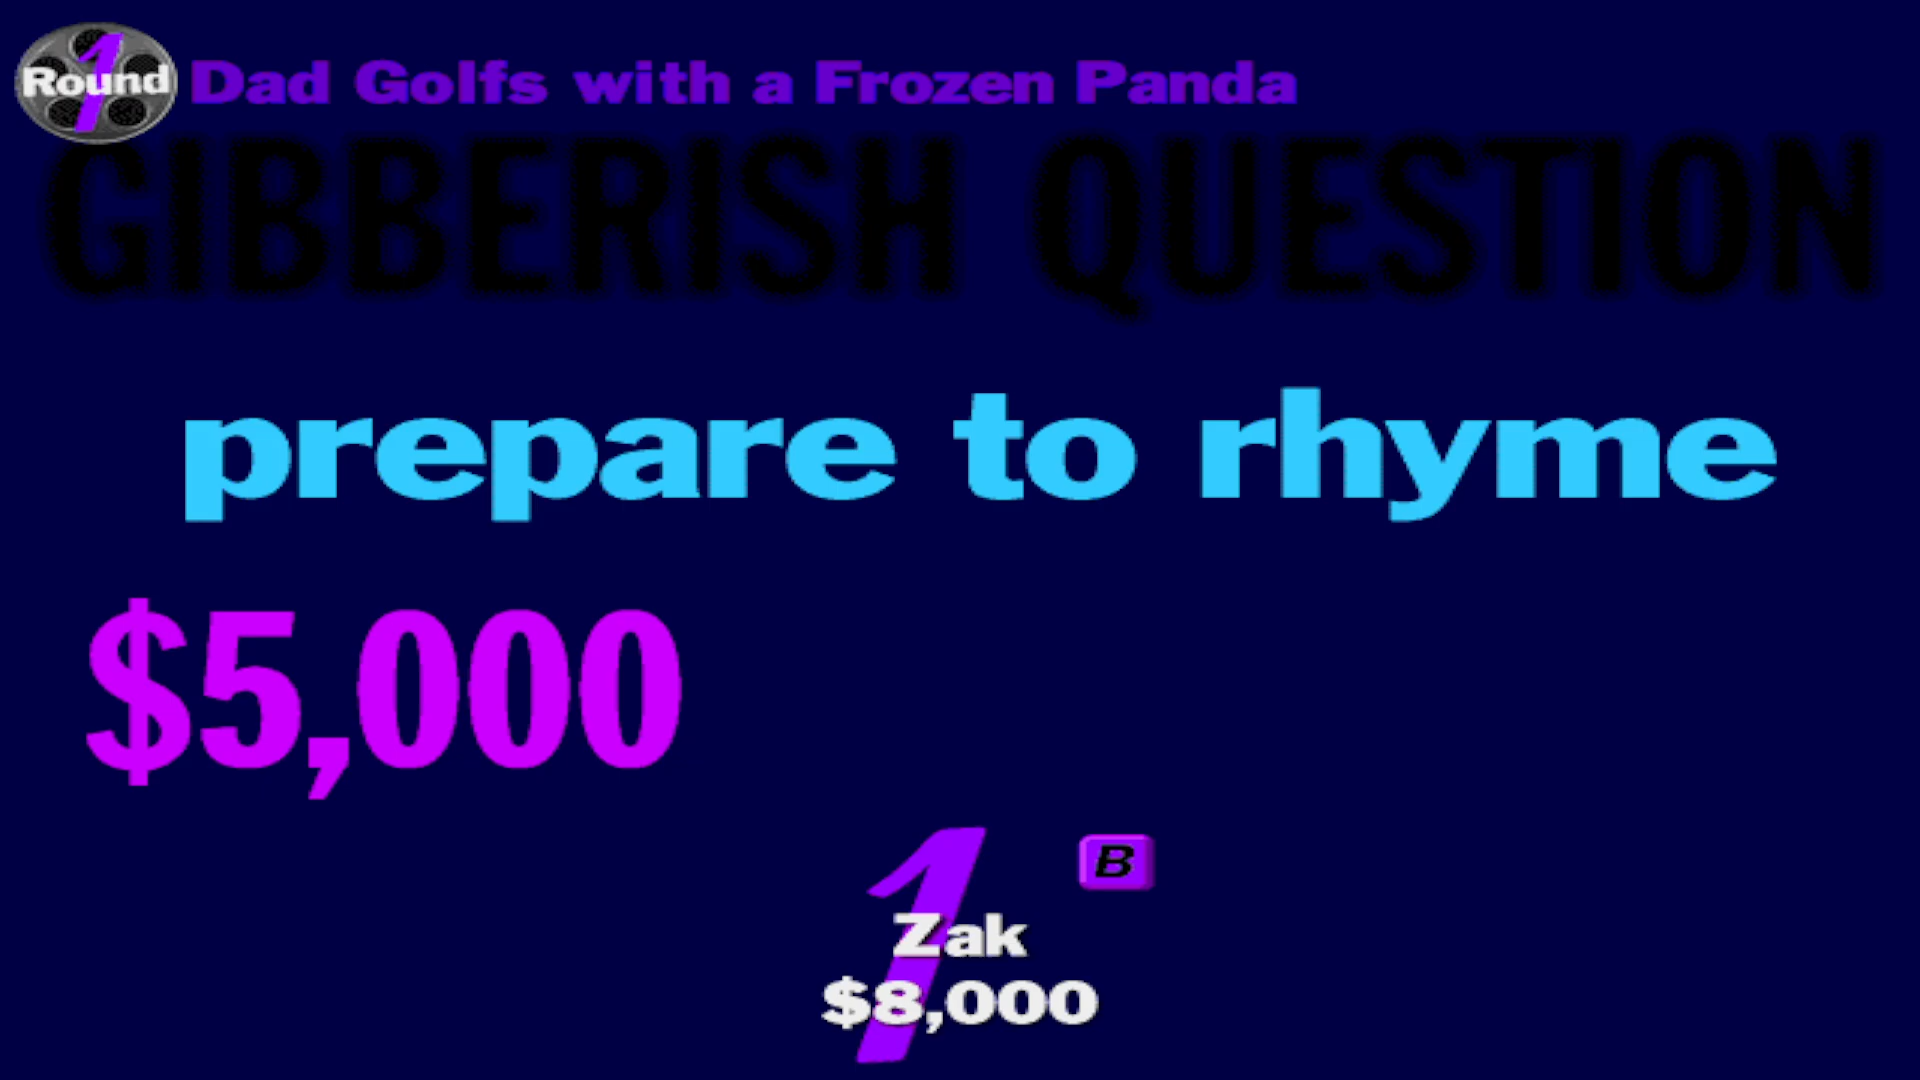 Round 1 Dad Golfs with a Frozen Panda
GIBBERISH QUESTION
prepare to rhyme
$5,000
1 B
Zak
$8,000